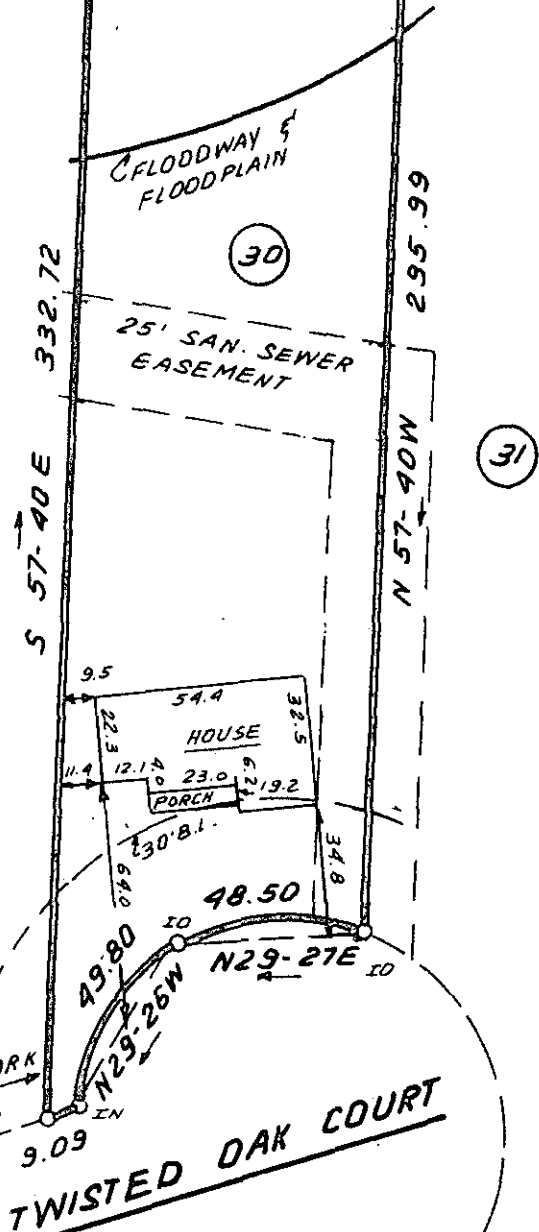 ℄ FLOODWAY &
FLOODPLAIN
30
295.99
332.72
25' SAN. SEWER
EASEMENT
31
S 57-40 E
N 57-40W
9.5
54.4
22.3
HOUSE
32.5
11.4
12.1
4.0
23.0
6.2
19.2
PORCH
30'B.L.
64.0
34.8
48.50
IO
49.80
N29-27E
IO
N29-26W
RK
IN
9.09
TWISTED OAK COURT